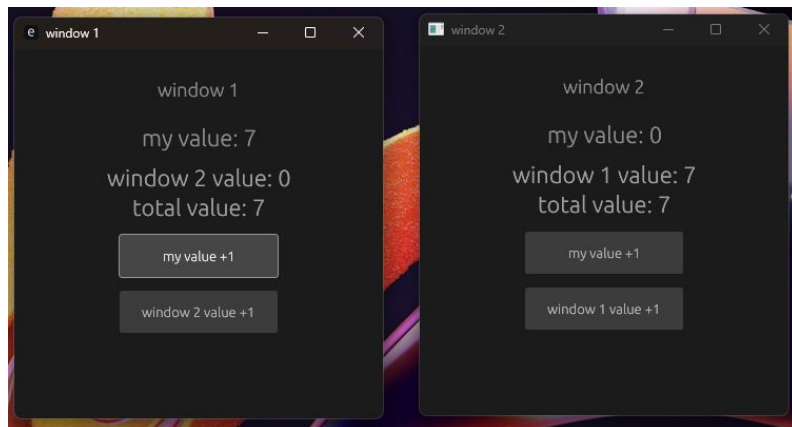 window 1
window 1
my value: 7
window 2 value: 0
total value: 7
my value +1
window 2 value +1
window 2
window 2
my value: 0
window 1 value: 7
total value: 7
my value +1
window 1 value +1